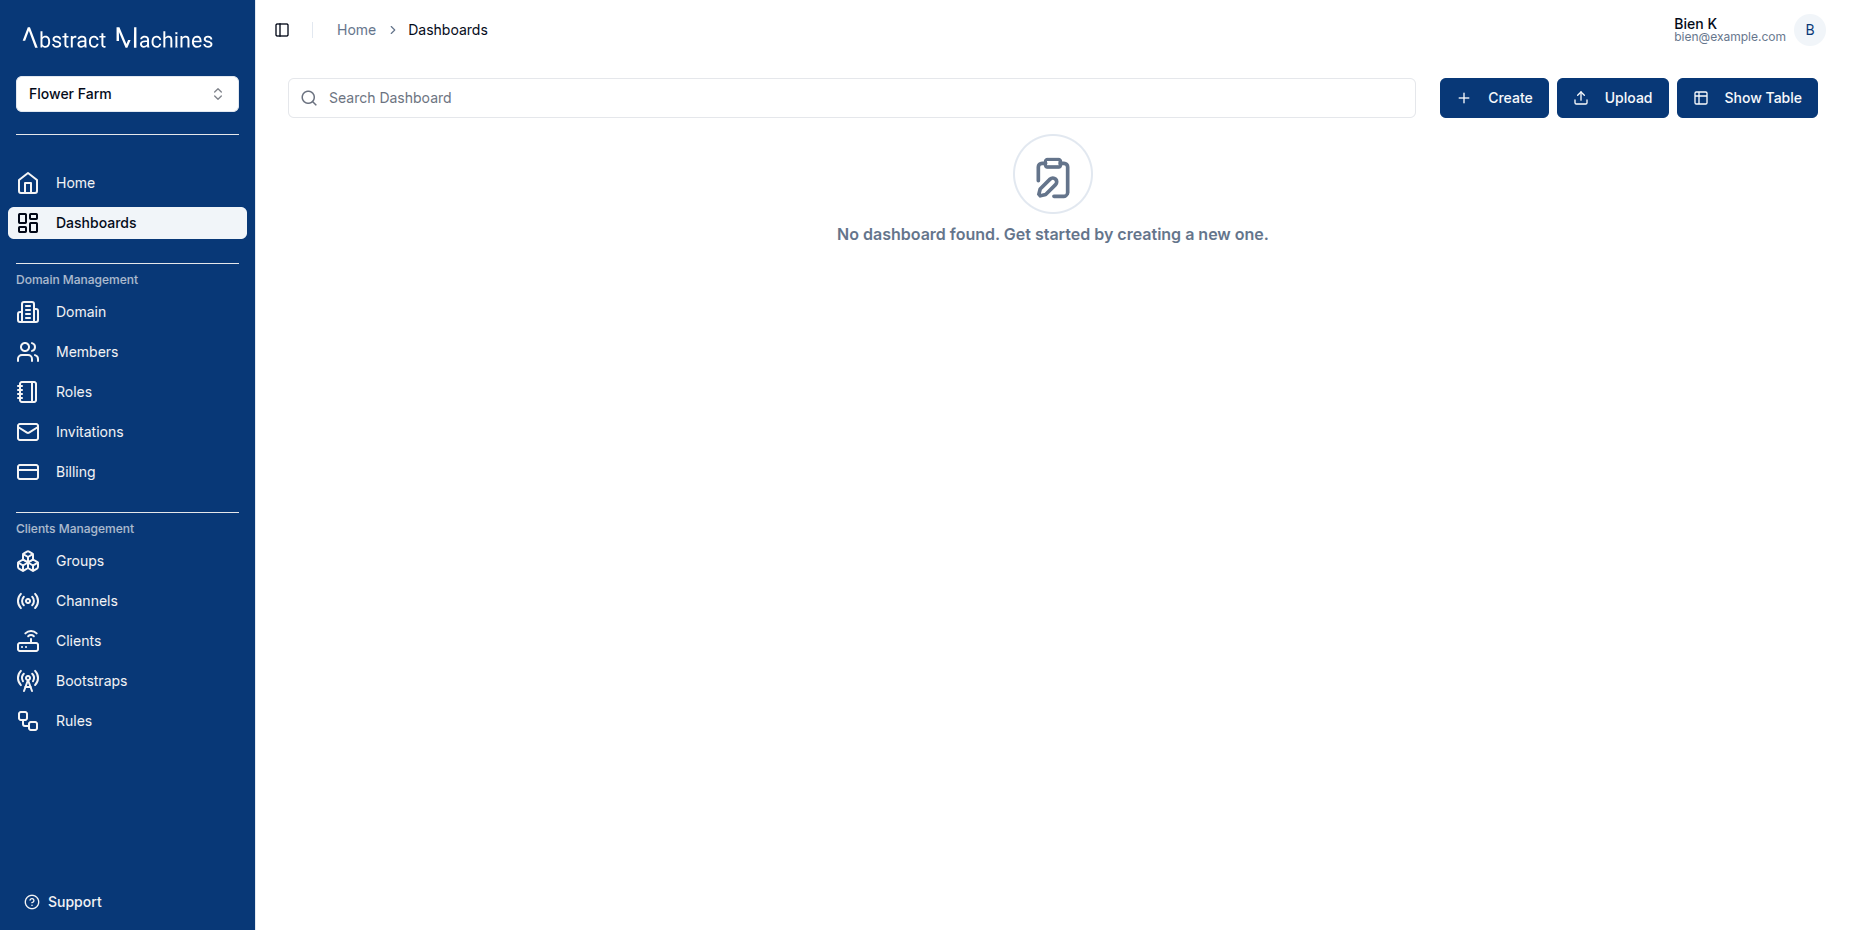 Abstract Machines
Flower Farm
Home
Dashboards
Domain Management
Domain
Members
Roles
Invitations
Billing
Clients Management
Groups
Channels
Clients
Bootstraps
Rules
Support
Home > Dashboards
Bien K
bien@example.com
B
Search Dashboard
Create
Upload
Show Table
No dashboard found. Get started by creating a new one.